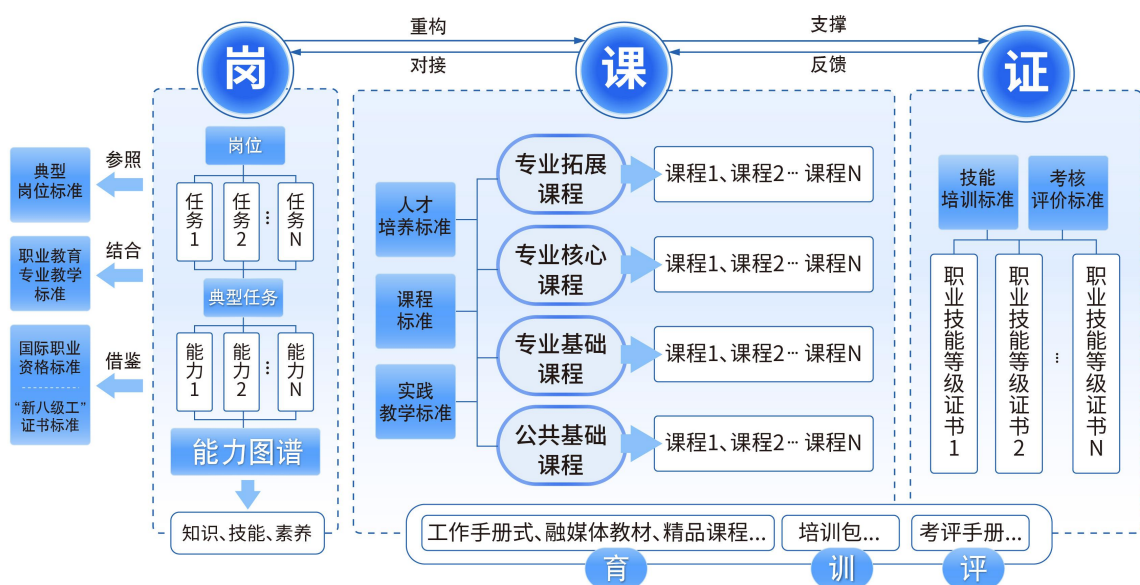 岗
重构
对接
课
支撑
反馈
证
典型
岗位标准
参照
职业教育
专业教学
标准
结合
国际职业
资格标准
“新八级工”
证书标准
借鉴
岗位
任务1
任务2
...
任务N
典型任务
能力1
能力2
...
能力N
能力图谱
知识、技能、素养
人才
培养标准
课程
标准
实践
教学标准
专业拓展
课程
课程1、课程2... 课程N
专业核心
课程
课程1、课程2... 课程N
专业基础
课程
课程1、课程2... 课程N
公共基础
课程
课程1、课程2... 课程N
技能
培训标准
考核
评价标准
职业技能等级证书1
职业技能等级证书2
...
职业技能等级证书N
工作手册式、融媒体教材、精品课程...
培训包...
考评手册...
育
训
评